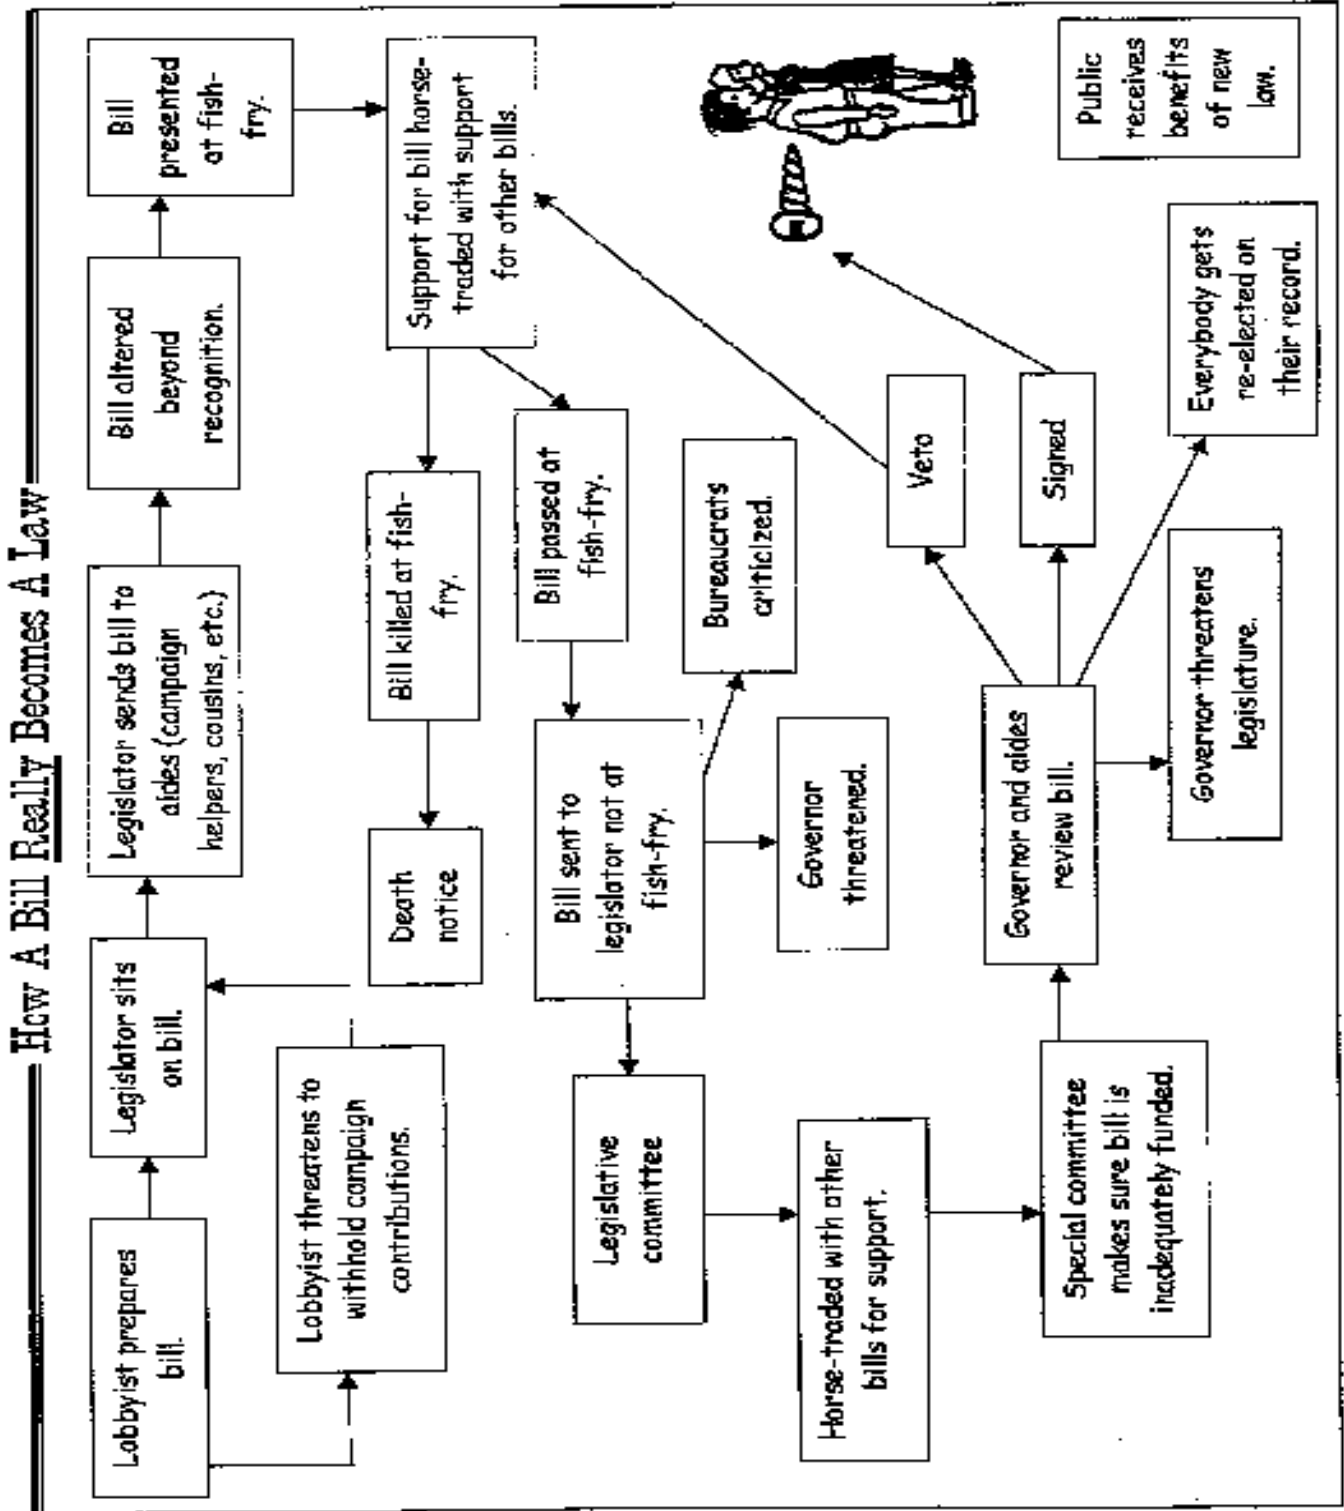 How A Bill Really Becomes A Law
Lobbyist prepares
bill.
Legislator sits
on bill.
Legislator sends bill to
aides (campaign
helpers, cousins, etc.)
Bill altered
beyond
recognition.
Bill
presented
at fish-
fry.
Lobbyist threatens to
withhold campaign
contributions.
Death
notice
Bill killed at fish-
fry.
Support for bill horse-
traded with support
for other bills.
Bill passed at
fish-fry.
Bill sent to
legislator not at
fish-fry.
Bureaucrats
criticized.
Legislative
committee
Governor
threatened.
Horse-traded with other
bills for support.
Veto
Special committee
makes sure bill is
inadequately funded.
Governor and aides
review bill.
Signed
Governor threatens
legislature.
Everybody gets
re-elected on
their record.
Public
receives
benefits
of new
law.